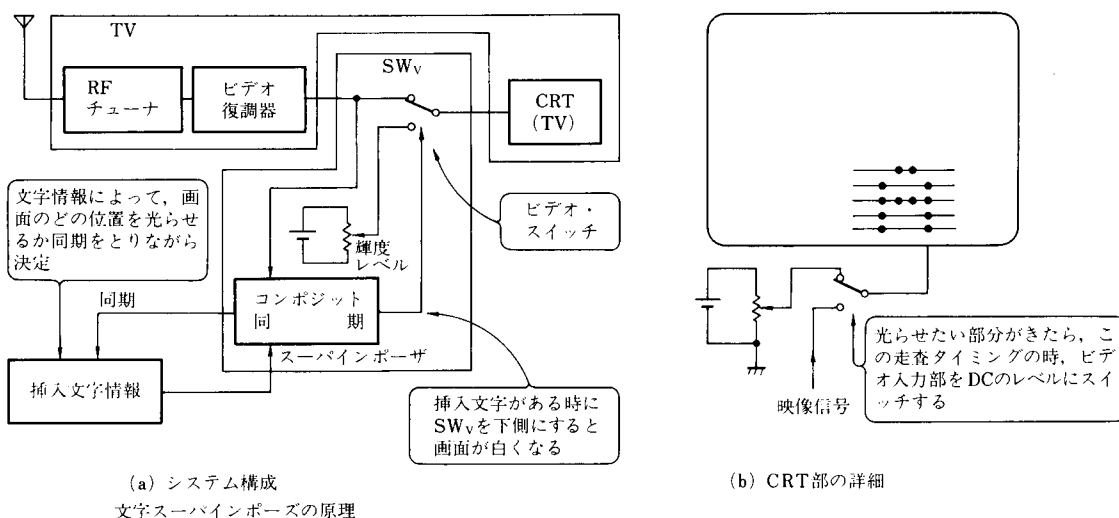 TV
RF
チューナ
ビデオ
復調器
SWv
CRT
(TV)
文字情報によって，画
面のどの位置を光らせ
るか同期をとりながら
決定
ビデオ・
スイッチ
輝度
レベル
同期
コンポジット
同　期
スーパインポーザ
挿入文字情報
挿入文字がある時に
SWvを下側にすると
画面が白くなる
(a) システム構成
文字スーパインポーズの原理
映像信号
光らせたい部分がきたら，こ
の走査タイミングの時，ビデ
オ入力部をDCのレベルにスイ
ッチする
(b) CRT部の詳細